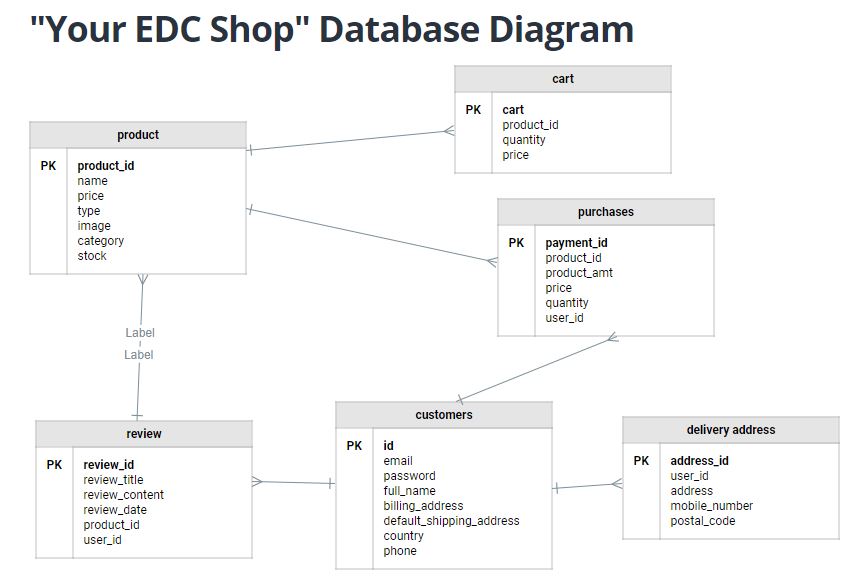 "Your EDC Shop" Database Diagram
cart
PK cart
product_id
quantity
price
product
PK product_id
name
price
type
image
category
stock
purchases
PK payment_id
product_id
product_amt
price
quantity
user_id
Label
Label
review
PK review_id
review_title
review_content
review_date
product_id
user_id
customers
PK id
email
password
full_name
billing_address
default_shipping_address
country
phone
delivery address
PK address_id
user_id
address
mobile_number
postal_code